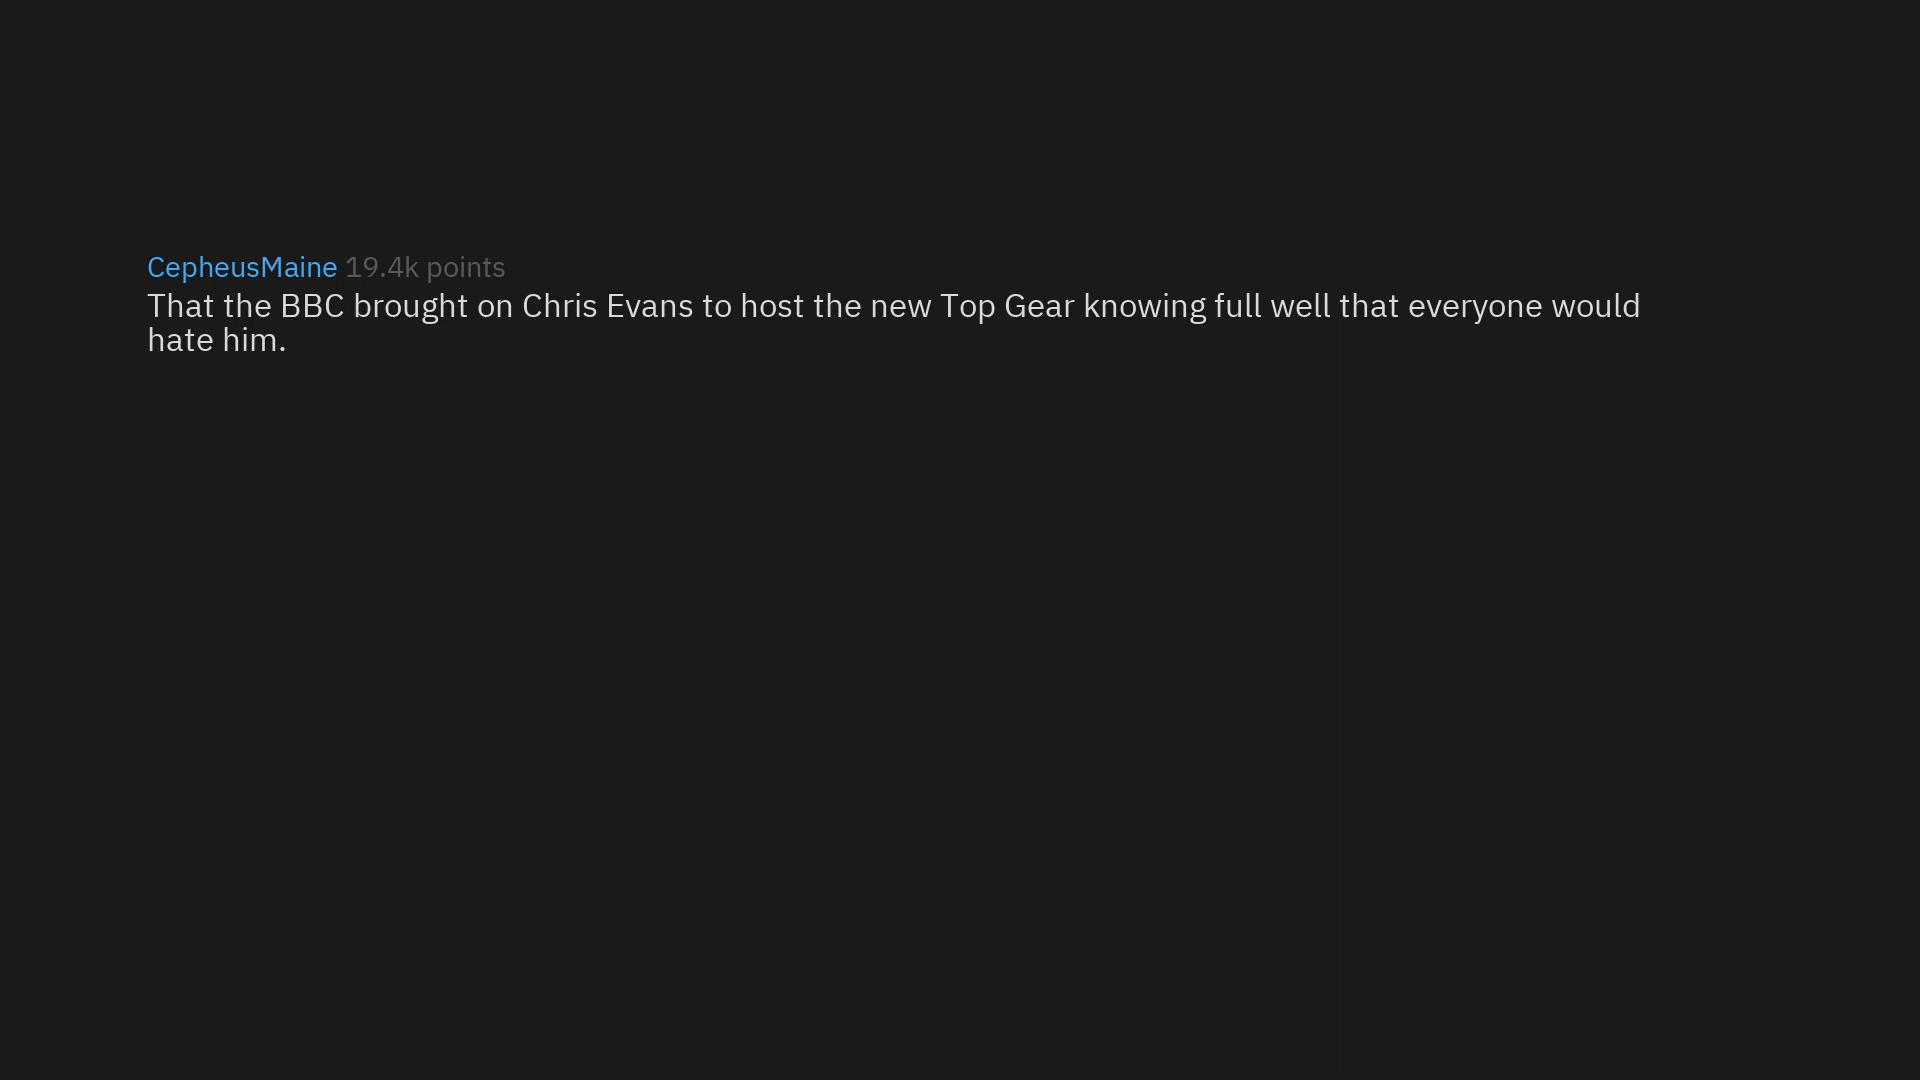 CepheusMaine 19.4k points
That the BBC brought on Chris Evans to host the new Top Gear knowing full well that everyone would
hate him.